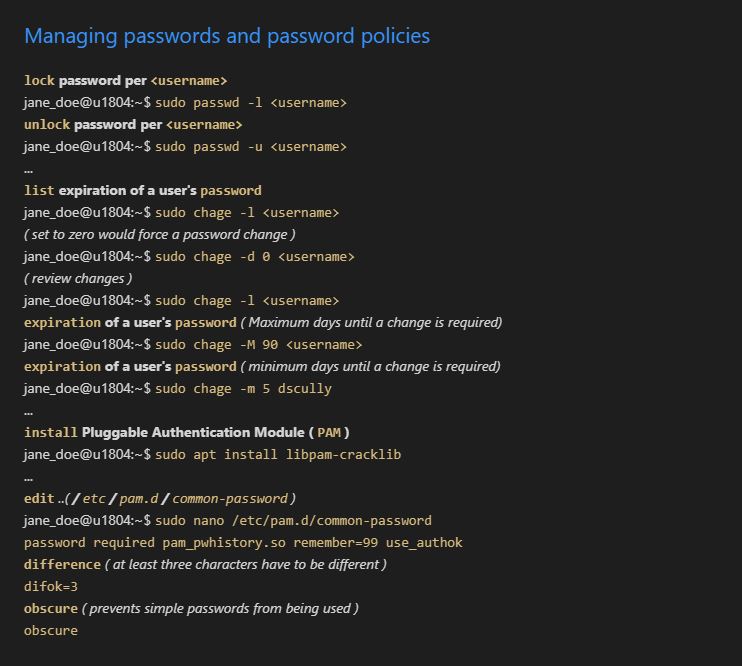 Managing passwords and password policies
lock password per <username>
jane_doe@u1804:~$ sudo passwd -l <username>
unlock password per <username>
jane_doe@u1804:~$ sudo passwd -u <username>
...
list expiration of a user's password
jane_doe@u1804:~$ sudo chage -l <username>
( set to zero would force a password change )
jane_doe@u1804:~$ sudo chage -d 0 <username>
( review changes )
jane_doe@u1804:~$ sudo chage -l <username>
expiration of a user's password ( Maximum days until a change is required)
jane_doe@u1804:~$ sudo chage -M 90 <username>
expiration of a user's password ( minimum days until a change is required)
jane_doe@u1804:~$ sudo chage -m 5 dscully
...
install Pluggable Authentication Module ( PAM )
jane_doe@u1804:~$ sudo apt install libpam-cracklib
...
edit ..( / etc / pam.d / common-password )
jane_doe@u1804:~$ sudo nano /etc/pam.d/common-password
password required pam_pwhistory.so remember=99 use_authok
difference ( at least three characters have to be different )
difok=3
obscure ( prevents simple passwords from being used )
obscure